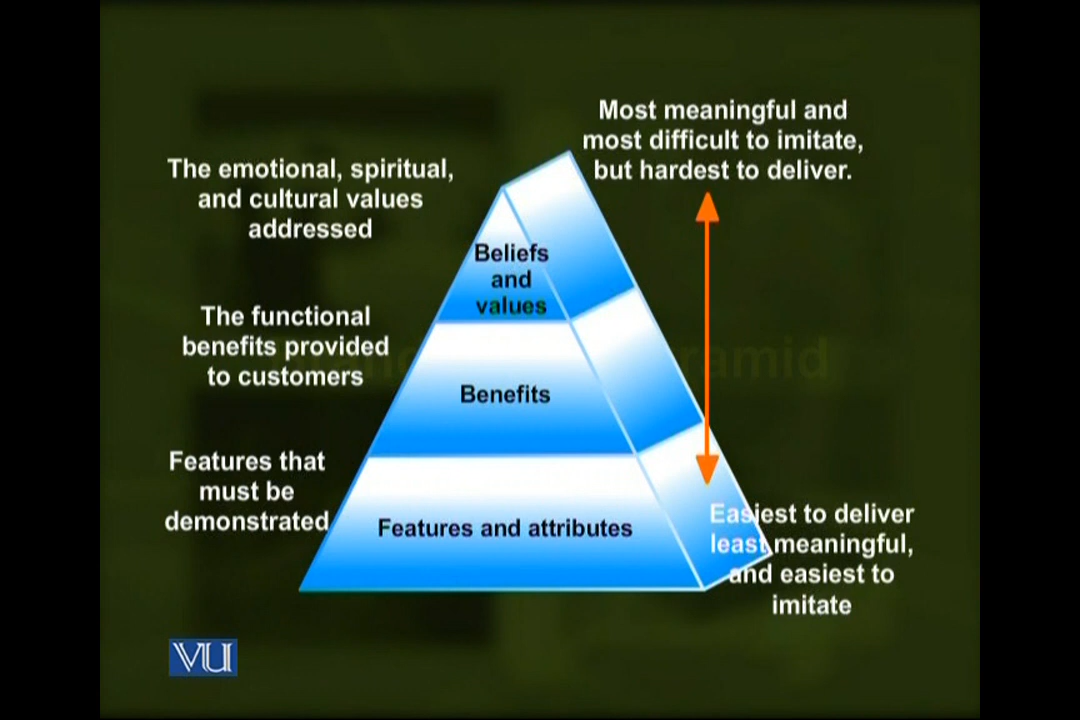 Most meaningful and
most difficult to imitate,
but hardest to deliver.
The emotional, spiritual,
and cultural values
addressed
Beliefs
and
values
The functional
benefits provided
to customers
Benefits
Features that
must be
demonstrated
Features and attributes
Easiest to deliver
least meaningful,
and easiest to
imitate
VU